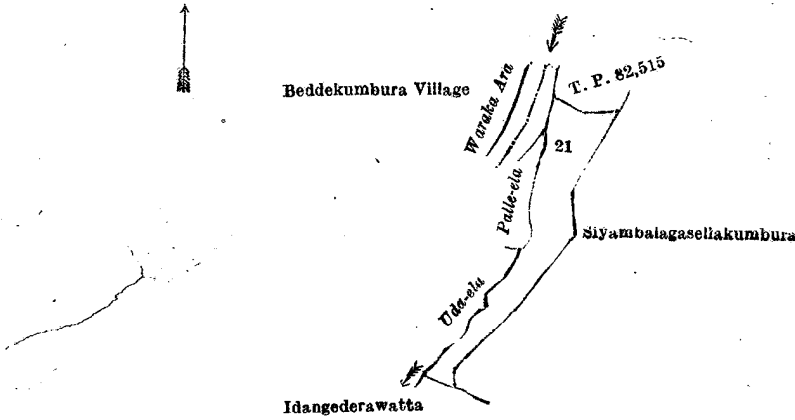 T. P. 82,515
Beddekumbura Village
Waraka Ara
21
Palle-ela
Siyambalagasellakumbura
Uda-ela
Idangederawatta